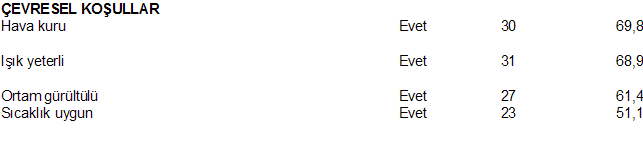 ÇEVRESEL KOŞULLAR
Hava kuru Evet 30 69,8
Işık yeterli Evet 31 68,9
Ortam gürültülü Evet 27 61,4
Sıcaklık uygun Evet 23 51,1